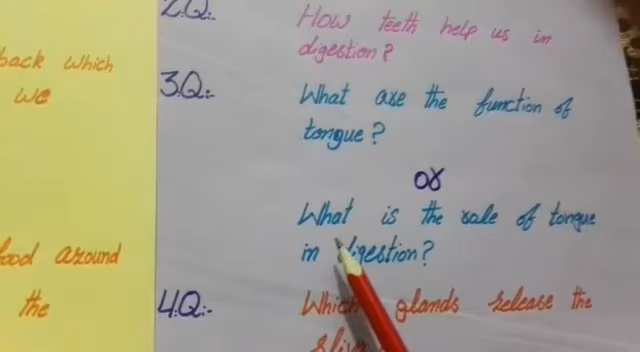 2.Q:-
How teeth help us in
digestion?
back which
we
3.Q:-
What are the function of
tongue?
or
What is the role of tongue
in digestion?
food around
the
4.Q:-
Which glands release the